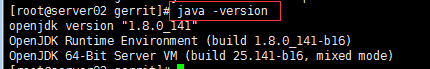 [root@server02 gerrit]# java -version
openjdk version "1.8.0_141"
OpenJDK Runtime Environment (build 1.8.0_141-b16)
OpenJDK 64-Bit Server VM (build 25.141-b16, mixed mode)